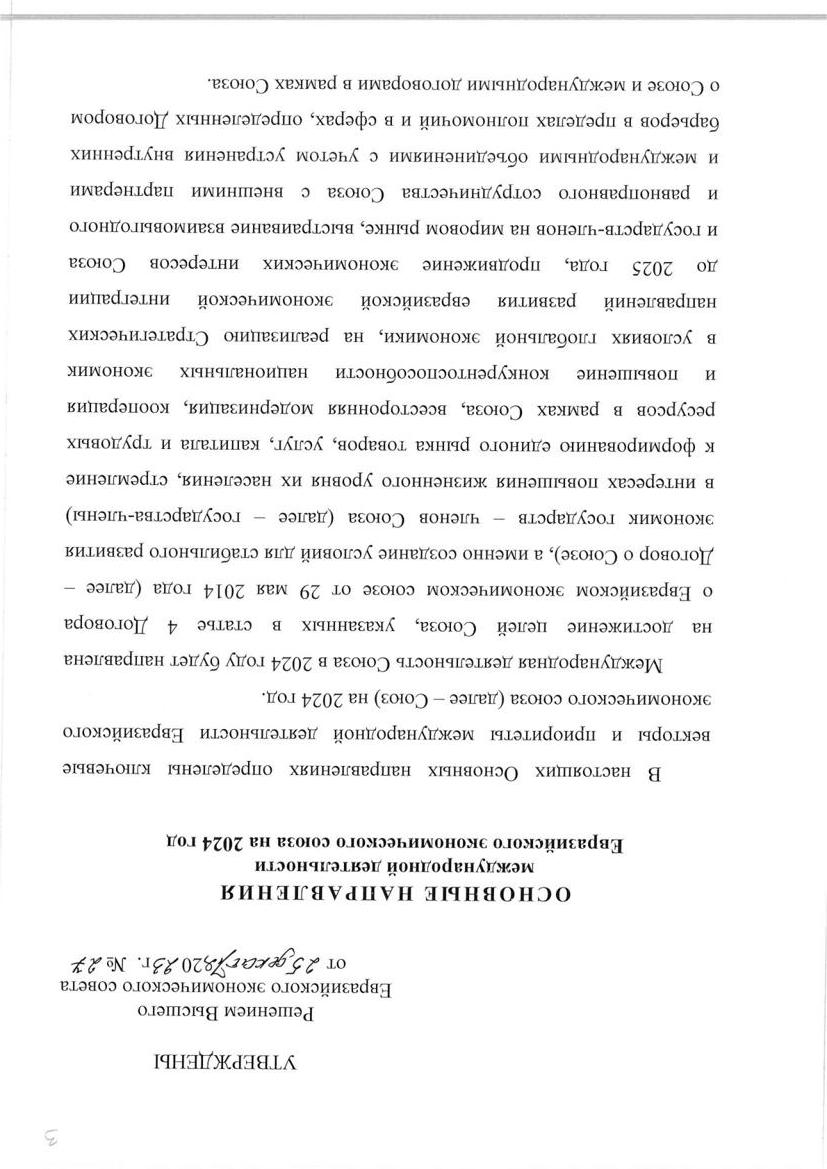 3
УТВЕРЖДЕНЫ
Решением Высшего
Евразийского экономического совета
от 25 декабря 2023 г. № 27
ОСНОВНЫЕ НАПРАВЛЕНИЯ
международной деятельности
Евразийского экономического союза на 2024 год
В настоящих Основных направлениях определены ключевые
векторы и приоритеты международной деятельности Евразийского
экономического союза (далее – Союз) на 2024 год.
Международная деятельность Союза в 2024 году будет направлена
на достижение целей Союза, указанных в статье 4 Договора
о Евразийском экономическом союзе от 29 мая 2014 года (далее –
Договор о Союзе), а именно создание условий для стабильного развития
экономик государств – членов Союза (далее – государства-члены)
в интересах повышения жизненного уровня их населения, стремление
к формированию единого рынка товаров, услуг, капитала и трудовых
ресурсов в рамках Союза, всесторонняя модернизация, кооперация
и повышение конкурентоспособности национальных экономик
в условиях глобальной экономики, на реализацию Стратегических
направлений развития евразийской экономической интеграции
до 2025 года, продвижение экономических интересов Союза
и государств-членов на мировом рынке, выстраивание взаимовыгодного
и равноправного сотрудничества Союза с внешними партнерами
и международными объединениями с учетом устранения внутренних
барьеров в пределах полномочий и в сферах, определенных Договором
о Союзе и международными договорами в рамках Союза.